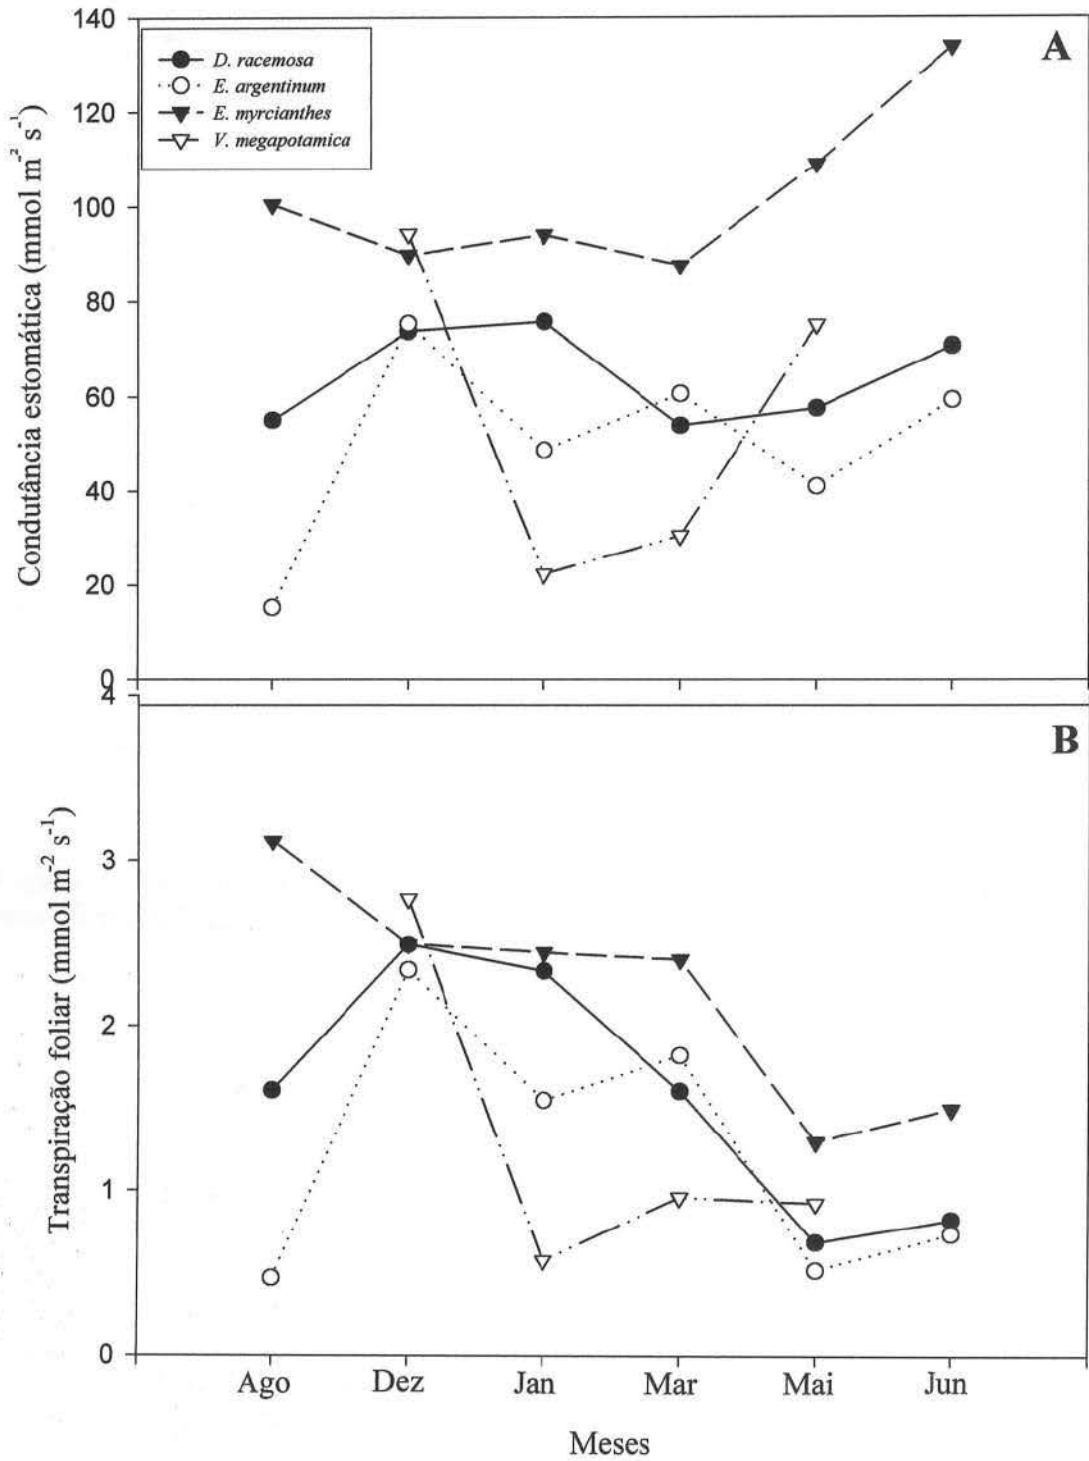 A
D. racemosa
E. argentinum
E. myrcianthes
V. megapotamica
Condutância estomática (mmol m⁻² s⁻¹)
140
120
100
80
60
40
20
0
B
Transpiração foliar (mmol m⁻² s⁻¹)
4
3
2
1
0
Ago Dez Jan Mar Mai Jun
Meses